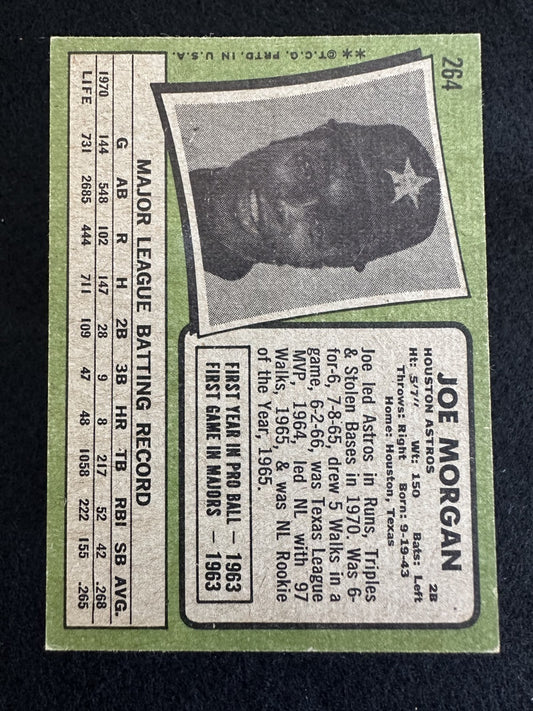 264
✱✱ ©T.C.G. PRTD. IN U.S.A.
JOE MORGAN
HOUSTON ASTROS 2B
Ht: 5'7" Wt: 150 Bats: Left
Throws: Right Born: 9-19-43
Home: Houston, Texas
Joe led Astros in Runs, Triples
& Stolen Bases in 1970. Was 6-
for-6, 7-8-65, drew 5 Walks in a
game, 6-2-66, was Texas League
MVP, 1964, led NL with 97
Walks, 1965, & was NL Rookie
of the Year, 1965.
FIRST YEAR IN PRO BALL — 1963
FIRST GAME IN MAJORS — 1963
MAJOR LEAGUE BATTING RECORD
G AB R H 2B 3B HR TB RBI SB AVG.
1970 144 548 102 147 28 9 8 217 52 42 .268
LIFE 731 2685 444 711 109 47 48 1058 222 155 .265